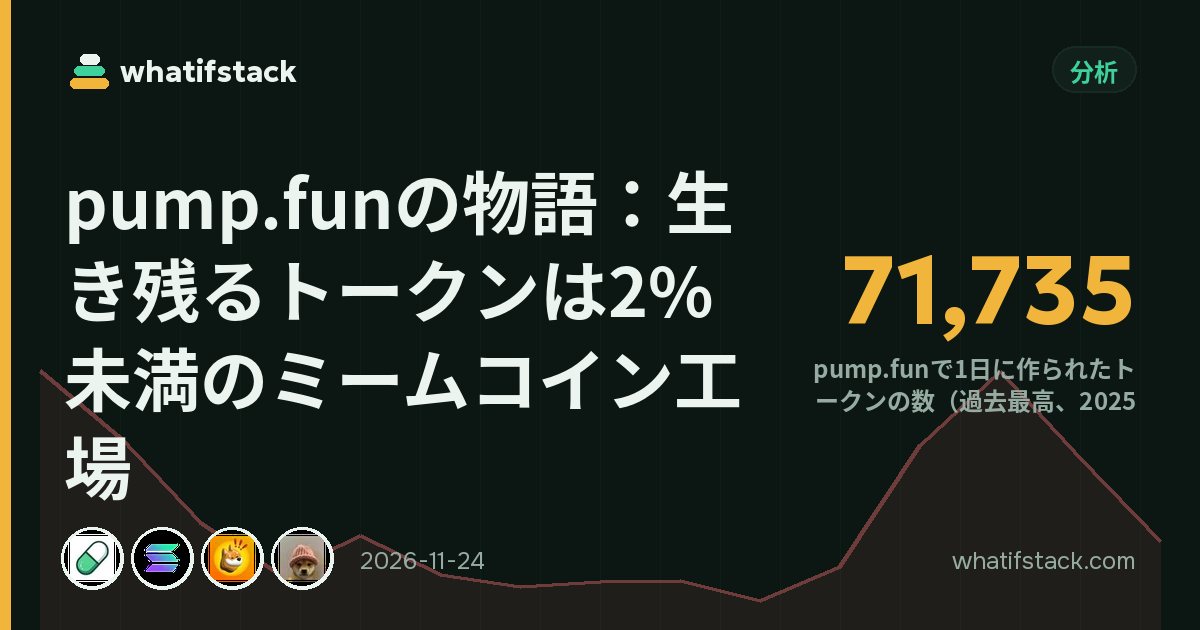 whatifstack
分析
pump.funの物語：生
き残るトークンは2%
未満のミームコイン工
場
71,735
pump.funで1日に作られたト
ークンの数（過去最高、2025
2026-11-24
whatifstack.com